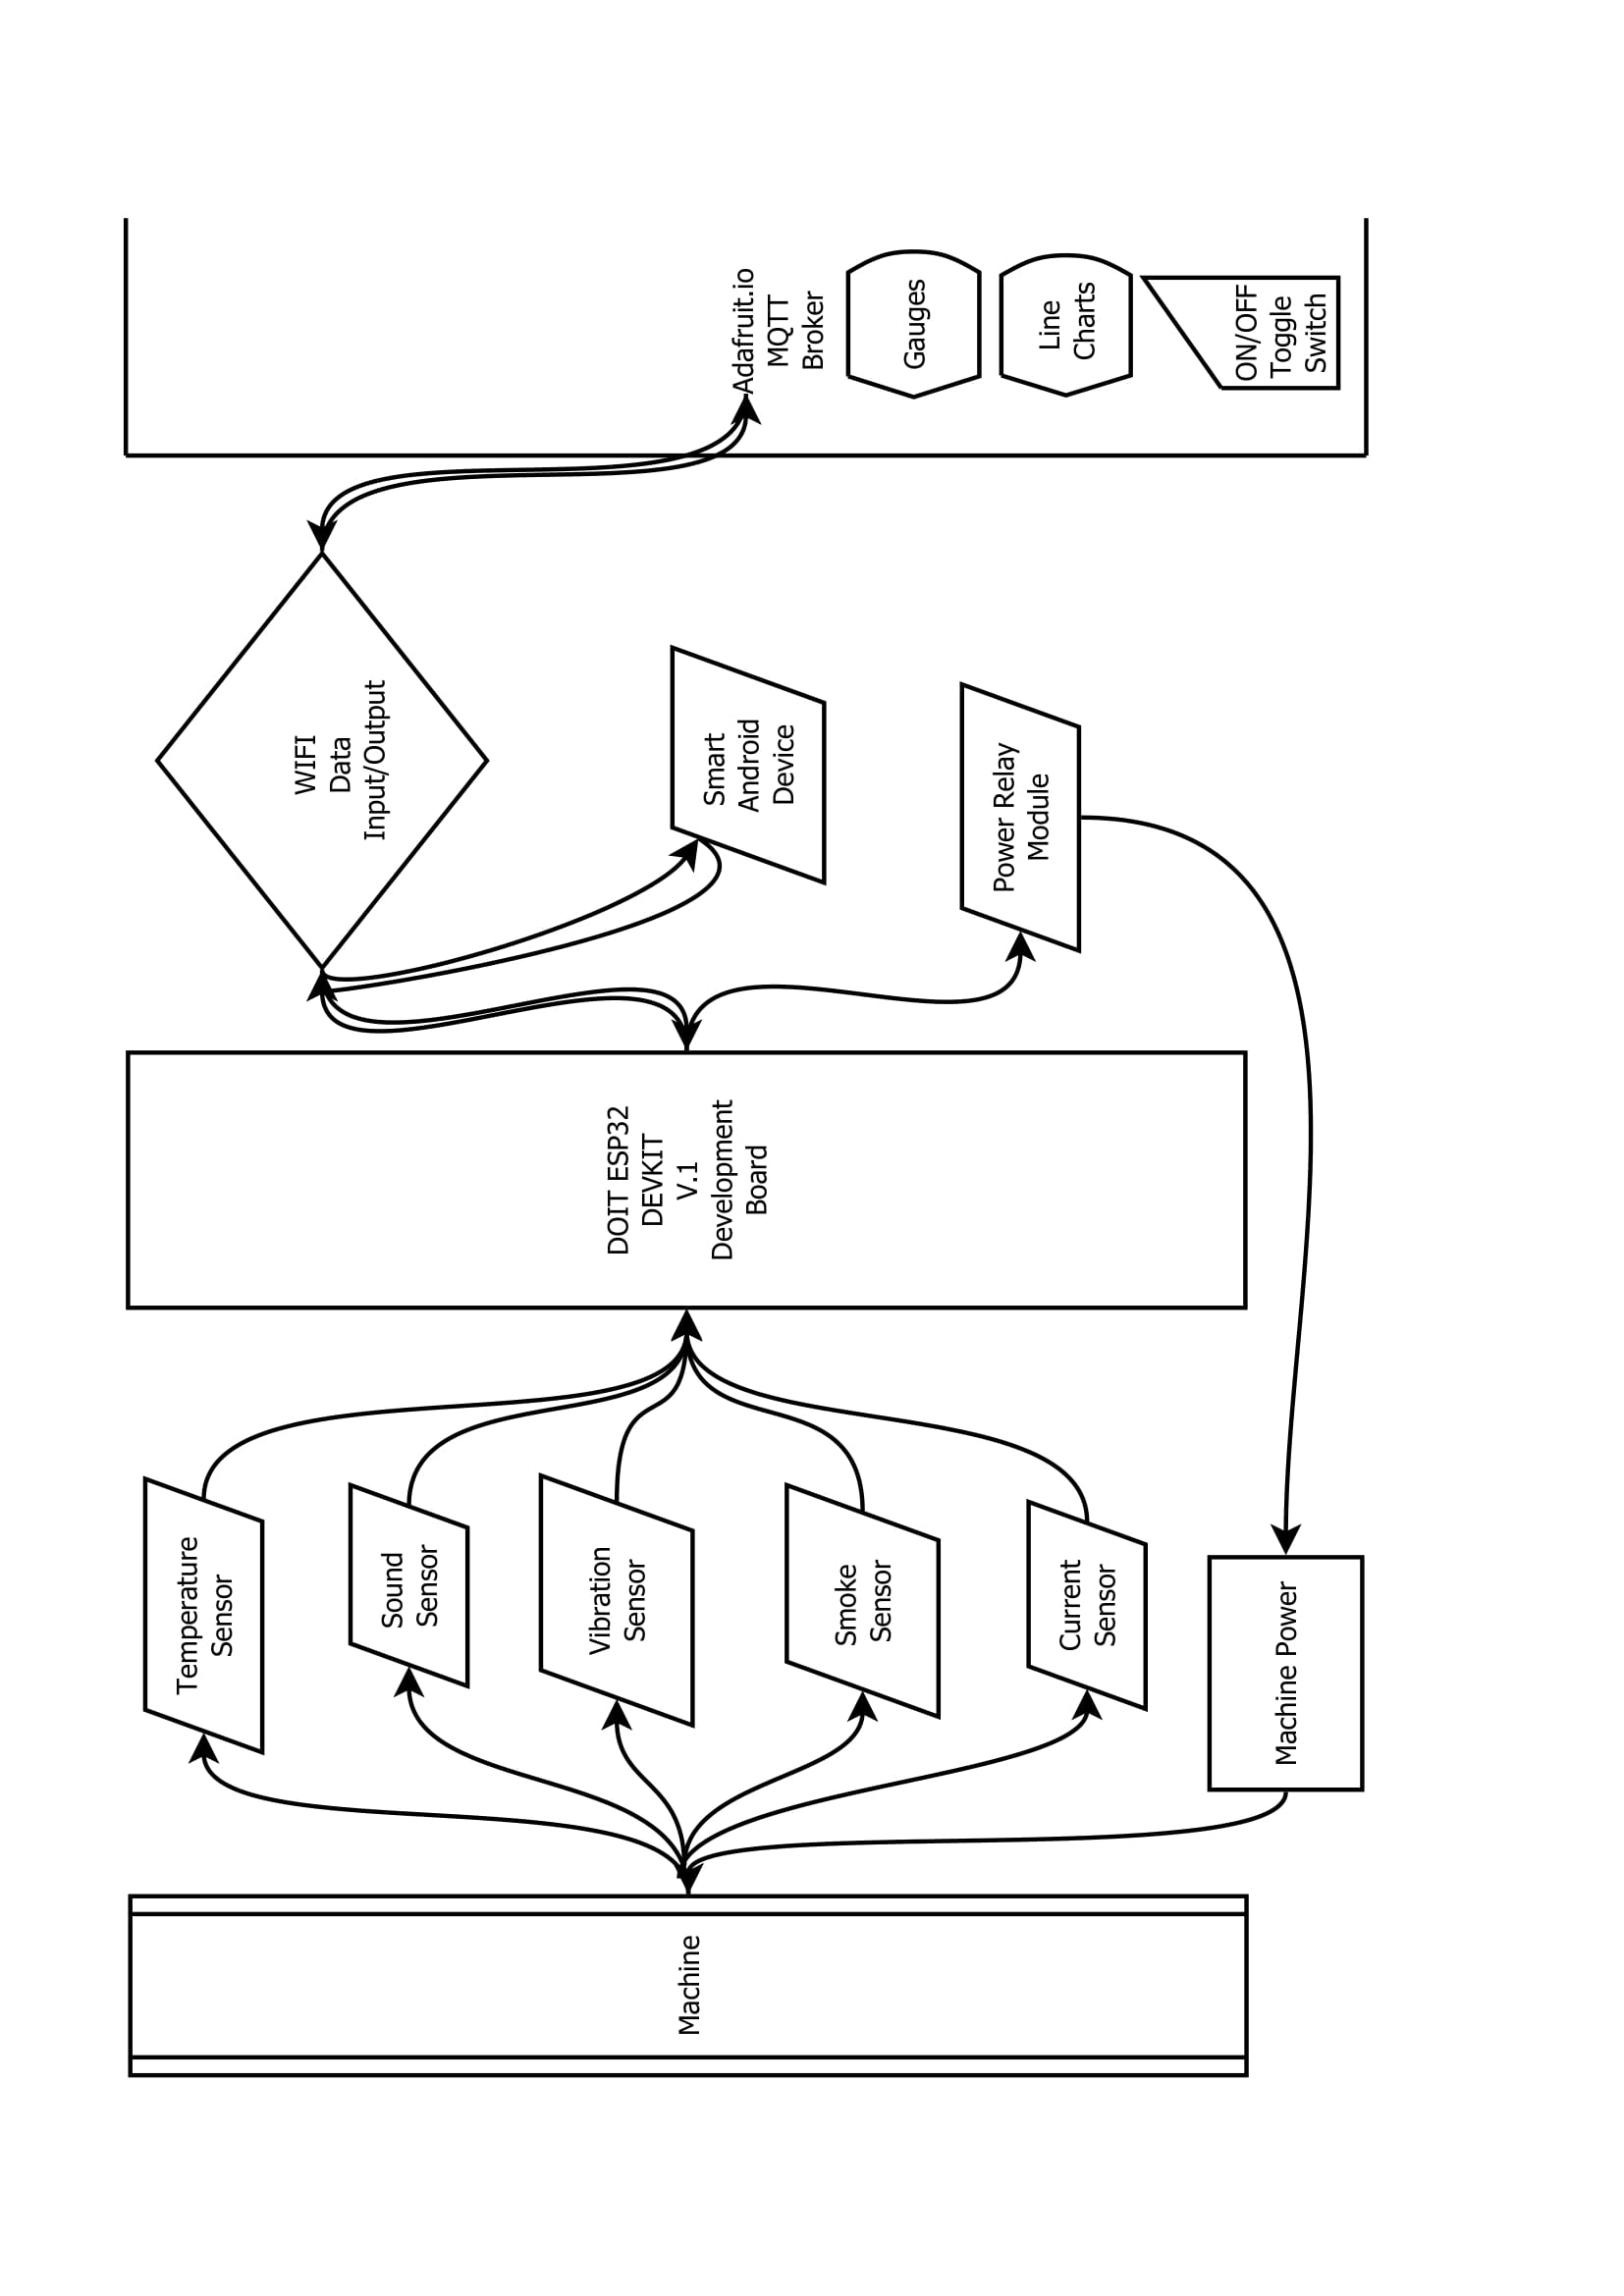 Machine
Temperature
Sensor
Sound
Sensor
Vibration
Sensor
Smoke
Sensor
Current
Sensor
Machine Power
DOIT ESP32
DEVKIT
V.1
Development
Board
WIFI
Data
Input/Output
Smart
Android
Device
Power Relay
Module
Adafruit.io
MQTT
Broker
Gauges
Line
Charts
ON/OFF
Toggle
Switch